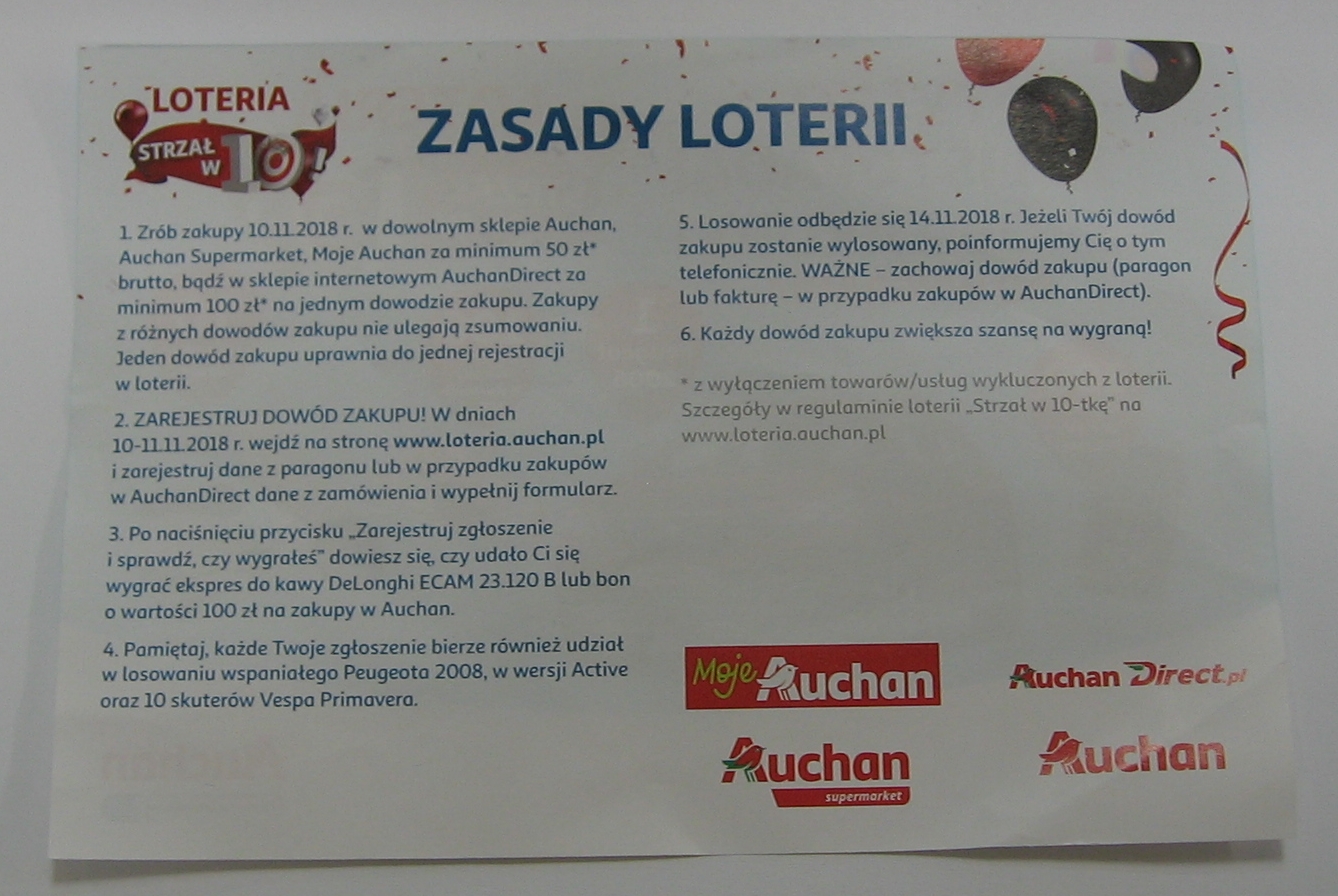 LOTERIA
STRZAŁ
W 10!
ZASADY LOTERII
1. Zrób zakupy 10.11.2018 r. w dowolnym sklepie Auchan,
Auchan Supermarket, Moje Auchan za minimum 50 zł*
brutto, bądź w sklepie internetowym AuchanDirect za
minimum 100 zł* na jednym dowodzie zakupu. Zakupy
z różnych dowodów zakupu nie ulegają zsumowaniu.
Jeden dowód zakupu uprawnia do jednej rejestracji
w loterii.
2. ZAREJESTRUJ DOWÓD ZAKUPU! W dniach
10-11.11.2018 r. wejdź na stronę www.loteria.auchan.pl
i zarejestruj dane z paragonu lub w przypadku zakupów
w AuchanDirect dane z zamówienia i wypełnij formularz.
3. Po naciśnięciu przycisku „Zarejestruj zgłoszenie
i sprawdź, czy wygrałeś” dowiesz się, czy udało Ci się
wygrać ekspres do kawy DeLonghi ECAM 23.120 B lub bon
o wartości 100 zł na zakupy w Auchan.
4. Pamiętaj, każde Twoje zgłoszenie bierze również udział
w losowaniu wspaniałego Peugeota 2008, w wersji Active
oraz 10 skuterów Vespa Primavera.
5. Losowanie odbędzie się 14.11.2018 r. Jeżeli Twój dowód
zakupu zostanie wylosowany, poinformujemy Cię o tym
telefonicznie. WAŻNE – zachowaj dowód zakupu (paragon
lub fakturę – w przypadku zakupów w AuchanDirect).
6. Każdy dowód zakupu zwiększa szansę na wygraną!
* z wyłączeniem towarów/usług wykluczonych z loterii.
Szczegóły w regulaminie loterii „Strzał w 10-tkę” na
www.loteria.auchan.pl
Moje Auchan
Auchan Direct.pl
Auchan
supermarket
Auchan